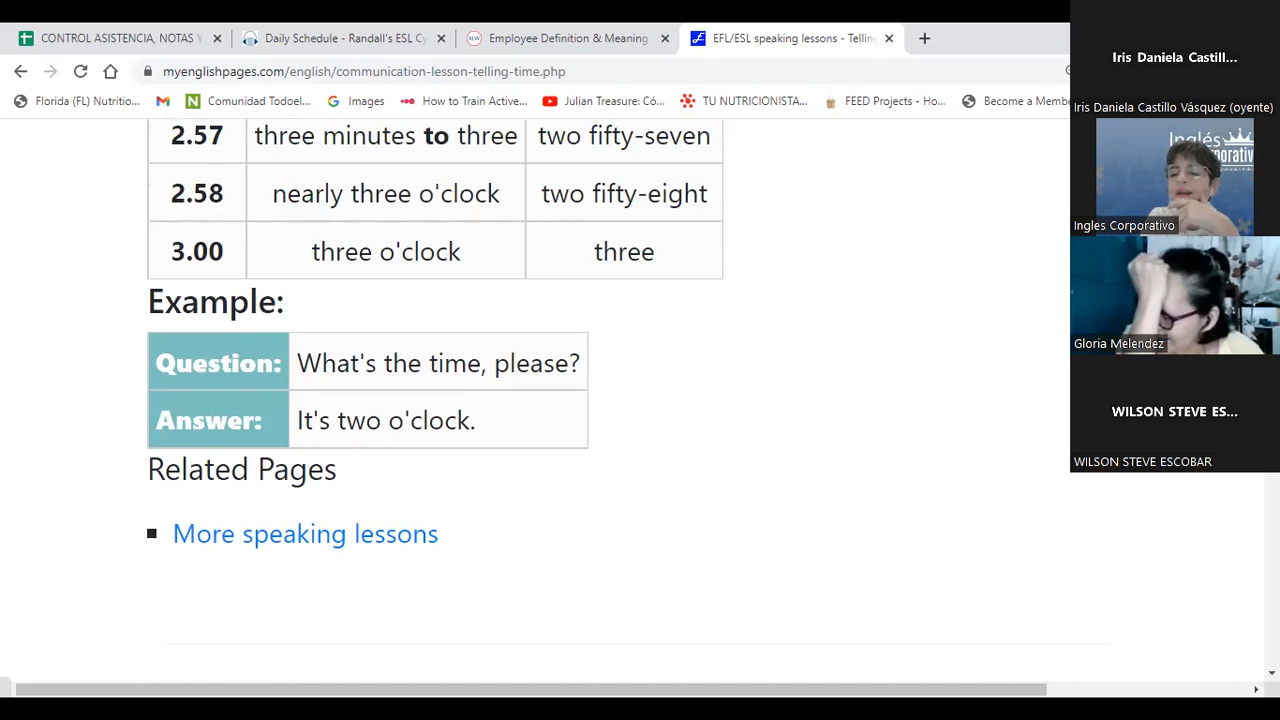 CONTROL ASISTENCIA, NOTAS Y
Daily Schedule - Randall's ESL Cy
Employee Definition & Meaning
EFL/ESL speaking lessons - Tellin
myenglishpages.com/english/communication-lesson-telling-time.php
Florida (FL) Nutritio...
Comunidad Todoel...
Images
How to Train Active...
Julian Treasure: Có...
TU NUTRICIONISTA...
FEED Projects - Ho...
Become a Membe
2.57 three minutes to three two fifty-seven
2.58 nearly three o'clock two fifty-eight
3.00 three o'clock three
Example:
Question: What's the time, please?
Answer: It's two o'clock.
Related Pages
More speaking lessons
Iris Daniela Castill...
Iris Daniela Castillo Vásquez (oyente)
Inglés
Ingles Corporativo
Gloria Melendez
WILSON STEVE ES...
WILSON STEVE ESCOBAR